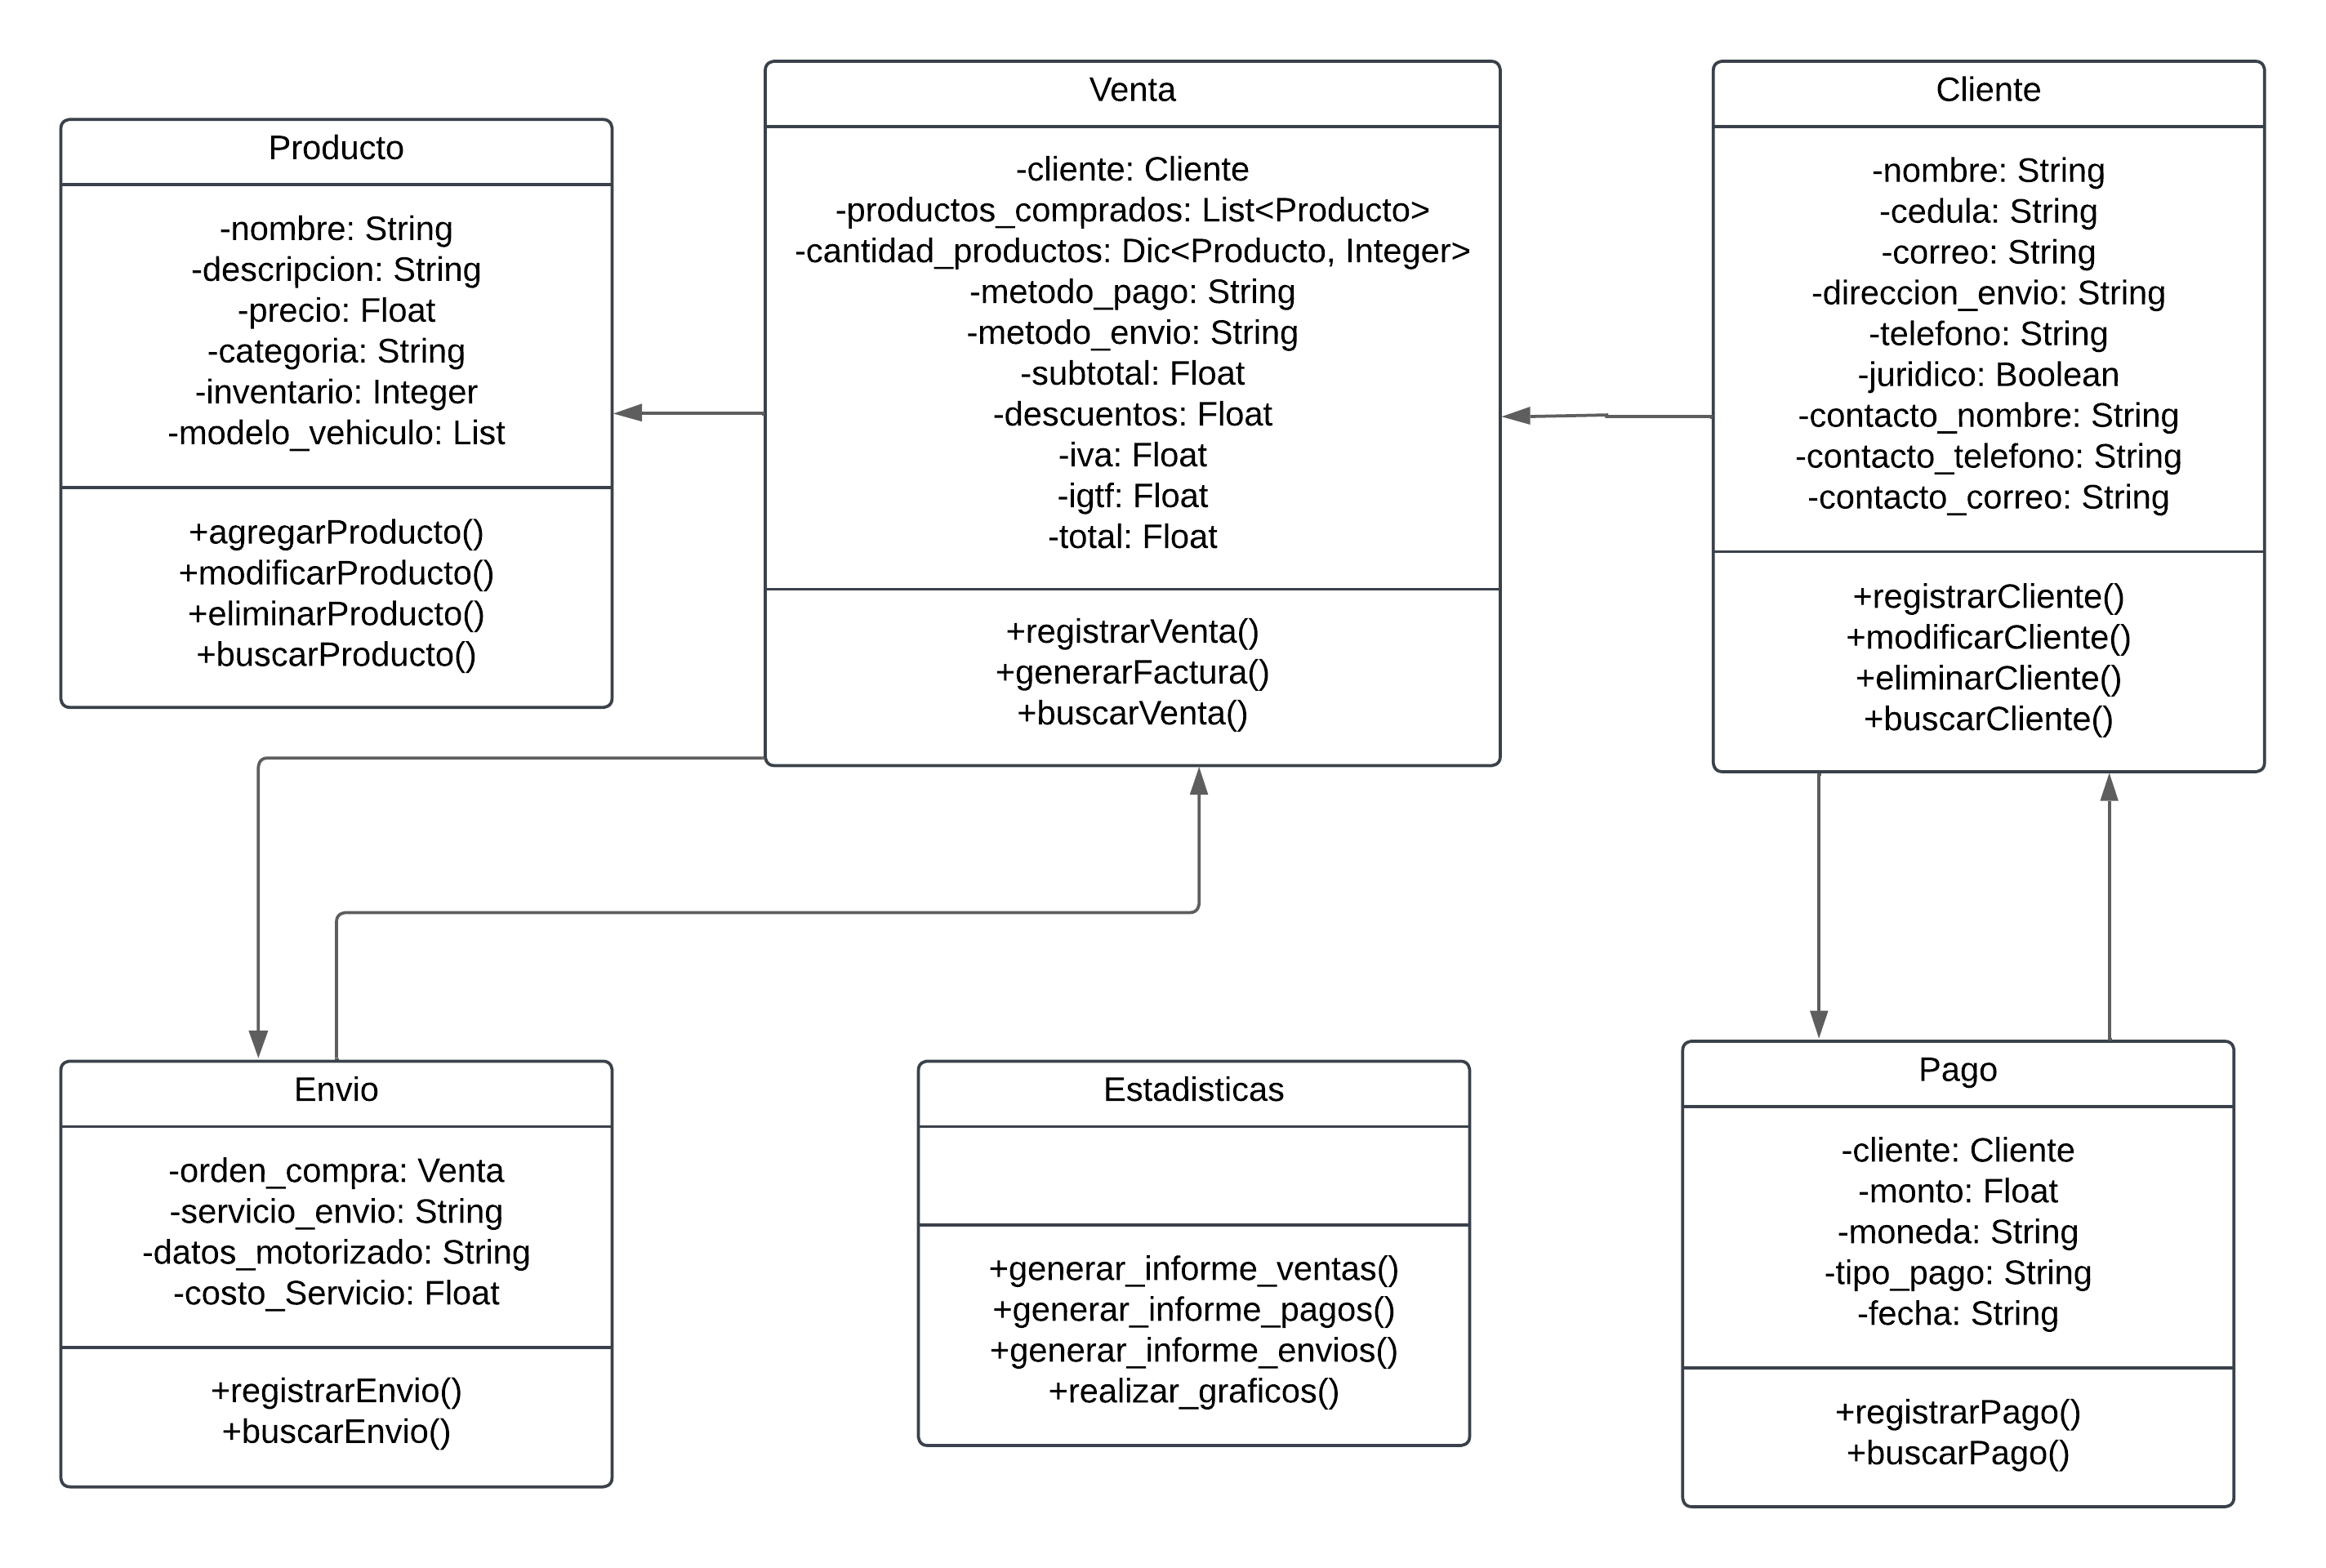 Producto
-nombre: String
-descripcion: String
-precio: Float
-categoria: String
-inventario: Integer
-modelo_vehiculo: List
+agregarProducto()
+modificarProducto()
+eliminarProducto()
+buscarProducto()
Venta
-cliente: Cliente
-productos_comprados: List<Producto>
-cantidad_productos: Dic<Producto, Integer>
-metodo_pago: String
-metodo_envio: String
-subtotal: Float
-descuentos: Float
-iva: Float
-igtf: Float
-total: Float
+registrarVenta()
+generarFactura()
+buscarVenta()
Cliente
-nombre: String
-cedula: String
-correo: String
-direccion_envio: String
-telefono: String
-juridico: Boolean
-contacto_nombre: String
-contacto_telefono: String
-contacto_correo: String
+registrarCliente()
+modificarCliente()
+eliminarCliente()
+buscarCliente()
Envio
-orden_compra: Venta
-servicio_envio: String
-datos_motorizado: String
-costo_Servicio: Float
+registrarEnvio()
+buscarEnvio()
Estadisticas
+generar_informe_ventas()
+generar_informe_pagos()
+generar_informe_envios()
+realizar_graficos()
Pago
-cliente: Cliente
-monto: Float
-moneda: String
-tipo_pago: String
-fecha: String
+registrarPago()
+buscarPago()